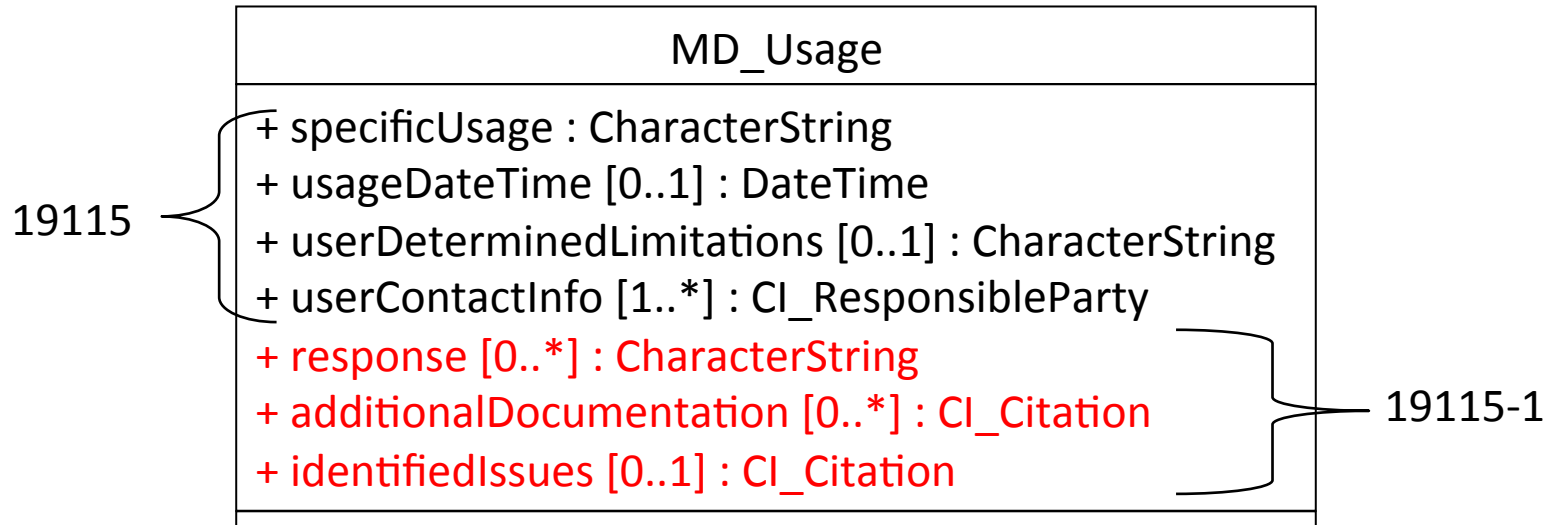 MD_Usage
+ specificUsage : CharacterString
+ usageDateTime [0..1] : DateTime
19115
+ userDeterminedLimitations [0..1] : CharacterString
+ userContactInfo [1..*] : CI_ResponsibleParty
+ response [0..*] : CharacterString
+ additionalDocumentation [0..*] : CI_Citation
19115-1
+ identifiedIssues [0..1] : CI_Citation